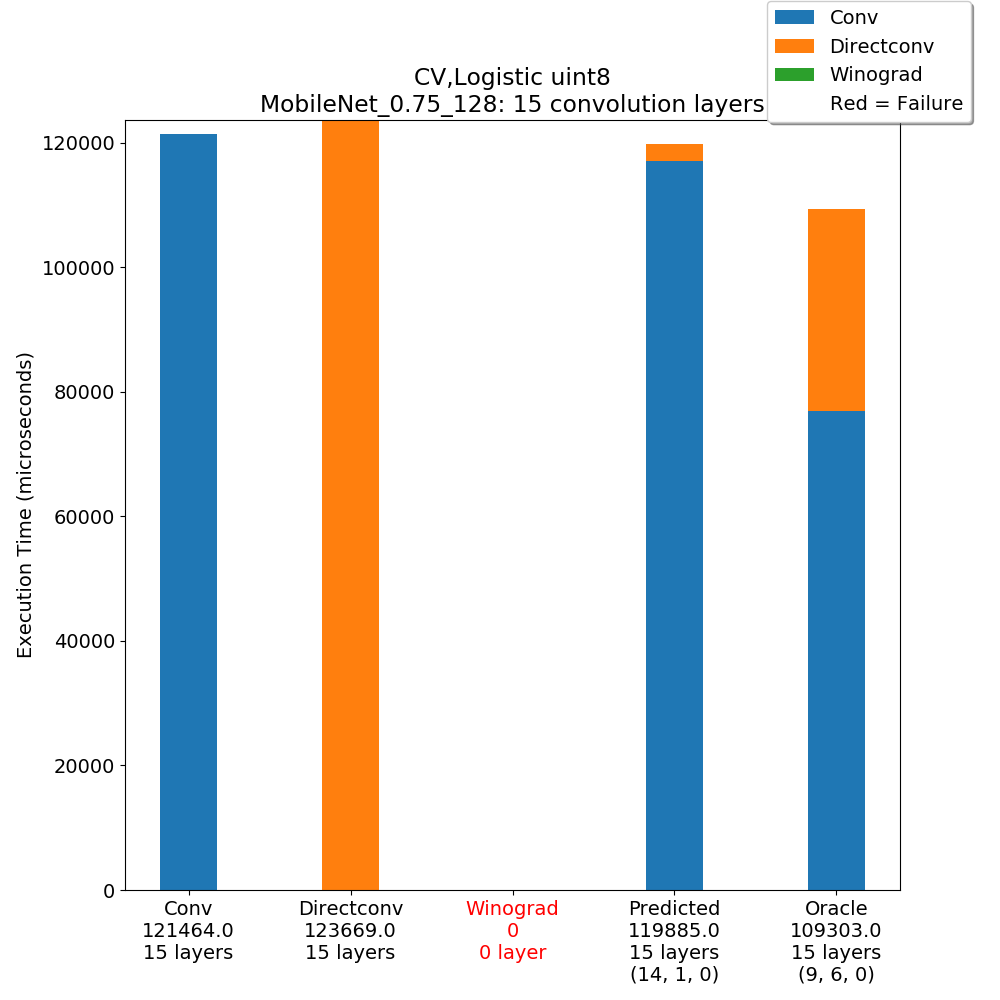 Conv
Directconv
Winograd
Red = Failure
CV,Logistic uint8
MobileNet_0.75_128: 15 convolution layers
Execution Time (microseconds)
120000
100000
80000
60000
40000
20000
0
Conv
121464.0
15 layers
Directconv
123669.0
15 layers
Winograd
0
0 layer
Predicted
119885.0
15 layers
(14, 1, 0)
Oracle
109303.0
15 layers
(9, 6, 0)